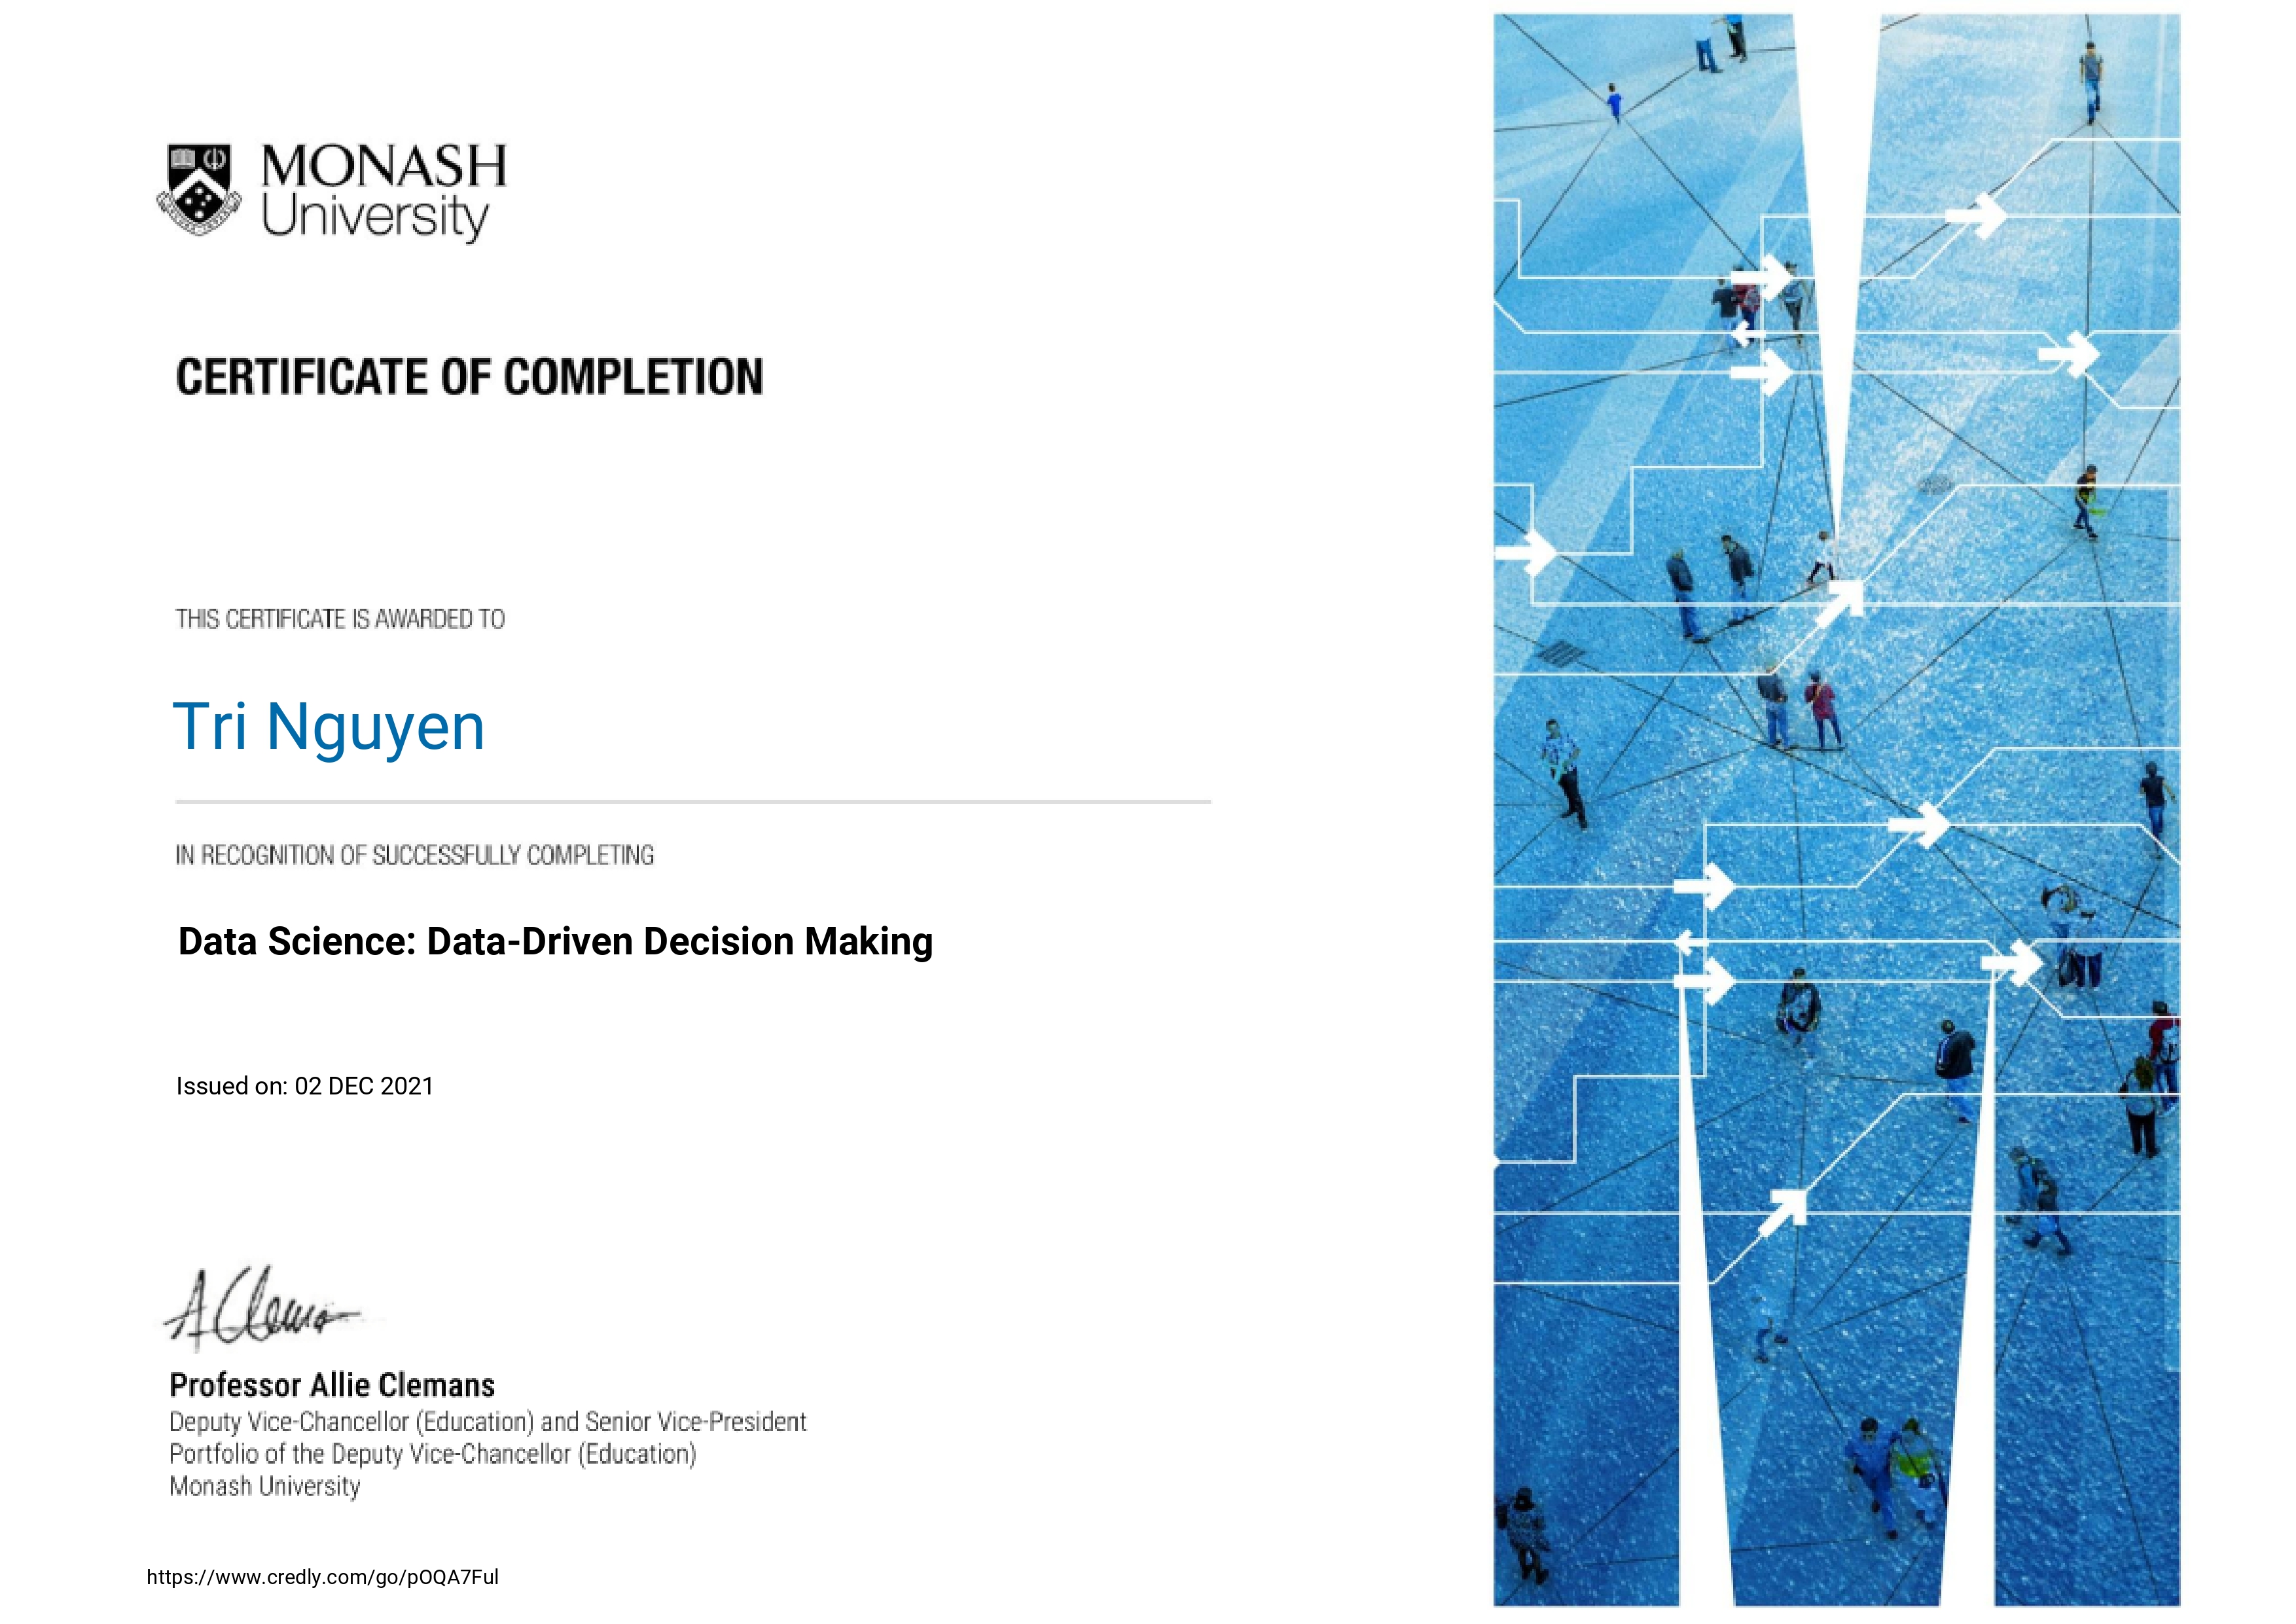 MONASH
University
CERTIFICATE OF COMPLETION
THIS CERTIFICATE IS AWARDED TO
Tri Nguyen
IN RECOGNITION OF SUCCESSFULLY COMPLETING
Data Science: Data-Driven Decision Making
Issued on: 02 DEC 2021
A Clemans
Professor Allie Clemans
Deputy Vice-Chancellor (Education) and Senior Vice-President
Portfolio of the Deputy Vice-Chancellor (Education)
Monash University
https://www.credly.com/go/pOQA7Ful